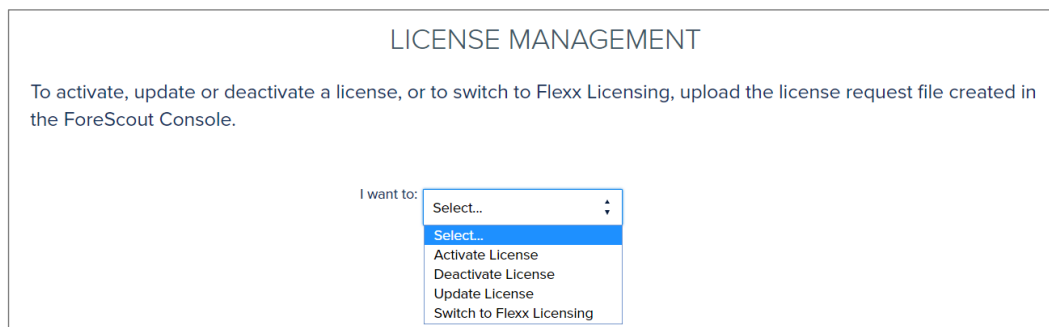 LICENSE MANAGEMENT
To activate, update or deactivate a license, or to switch to Flexx Licensing, upload the license request file created in
the ForeScout Console.
I want to:
Select...
Select...
Activate License
Deactivate License
Update License
Switch to Flexx Licensing